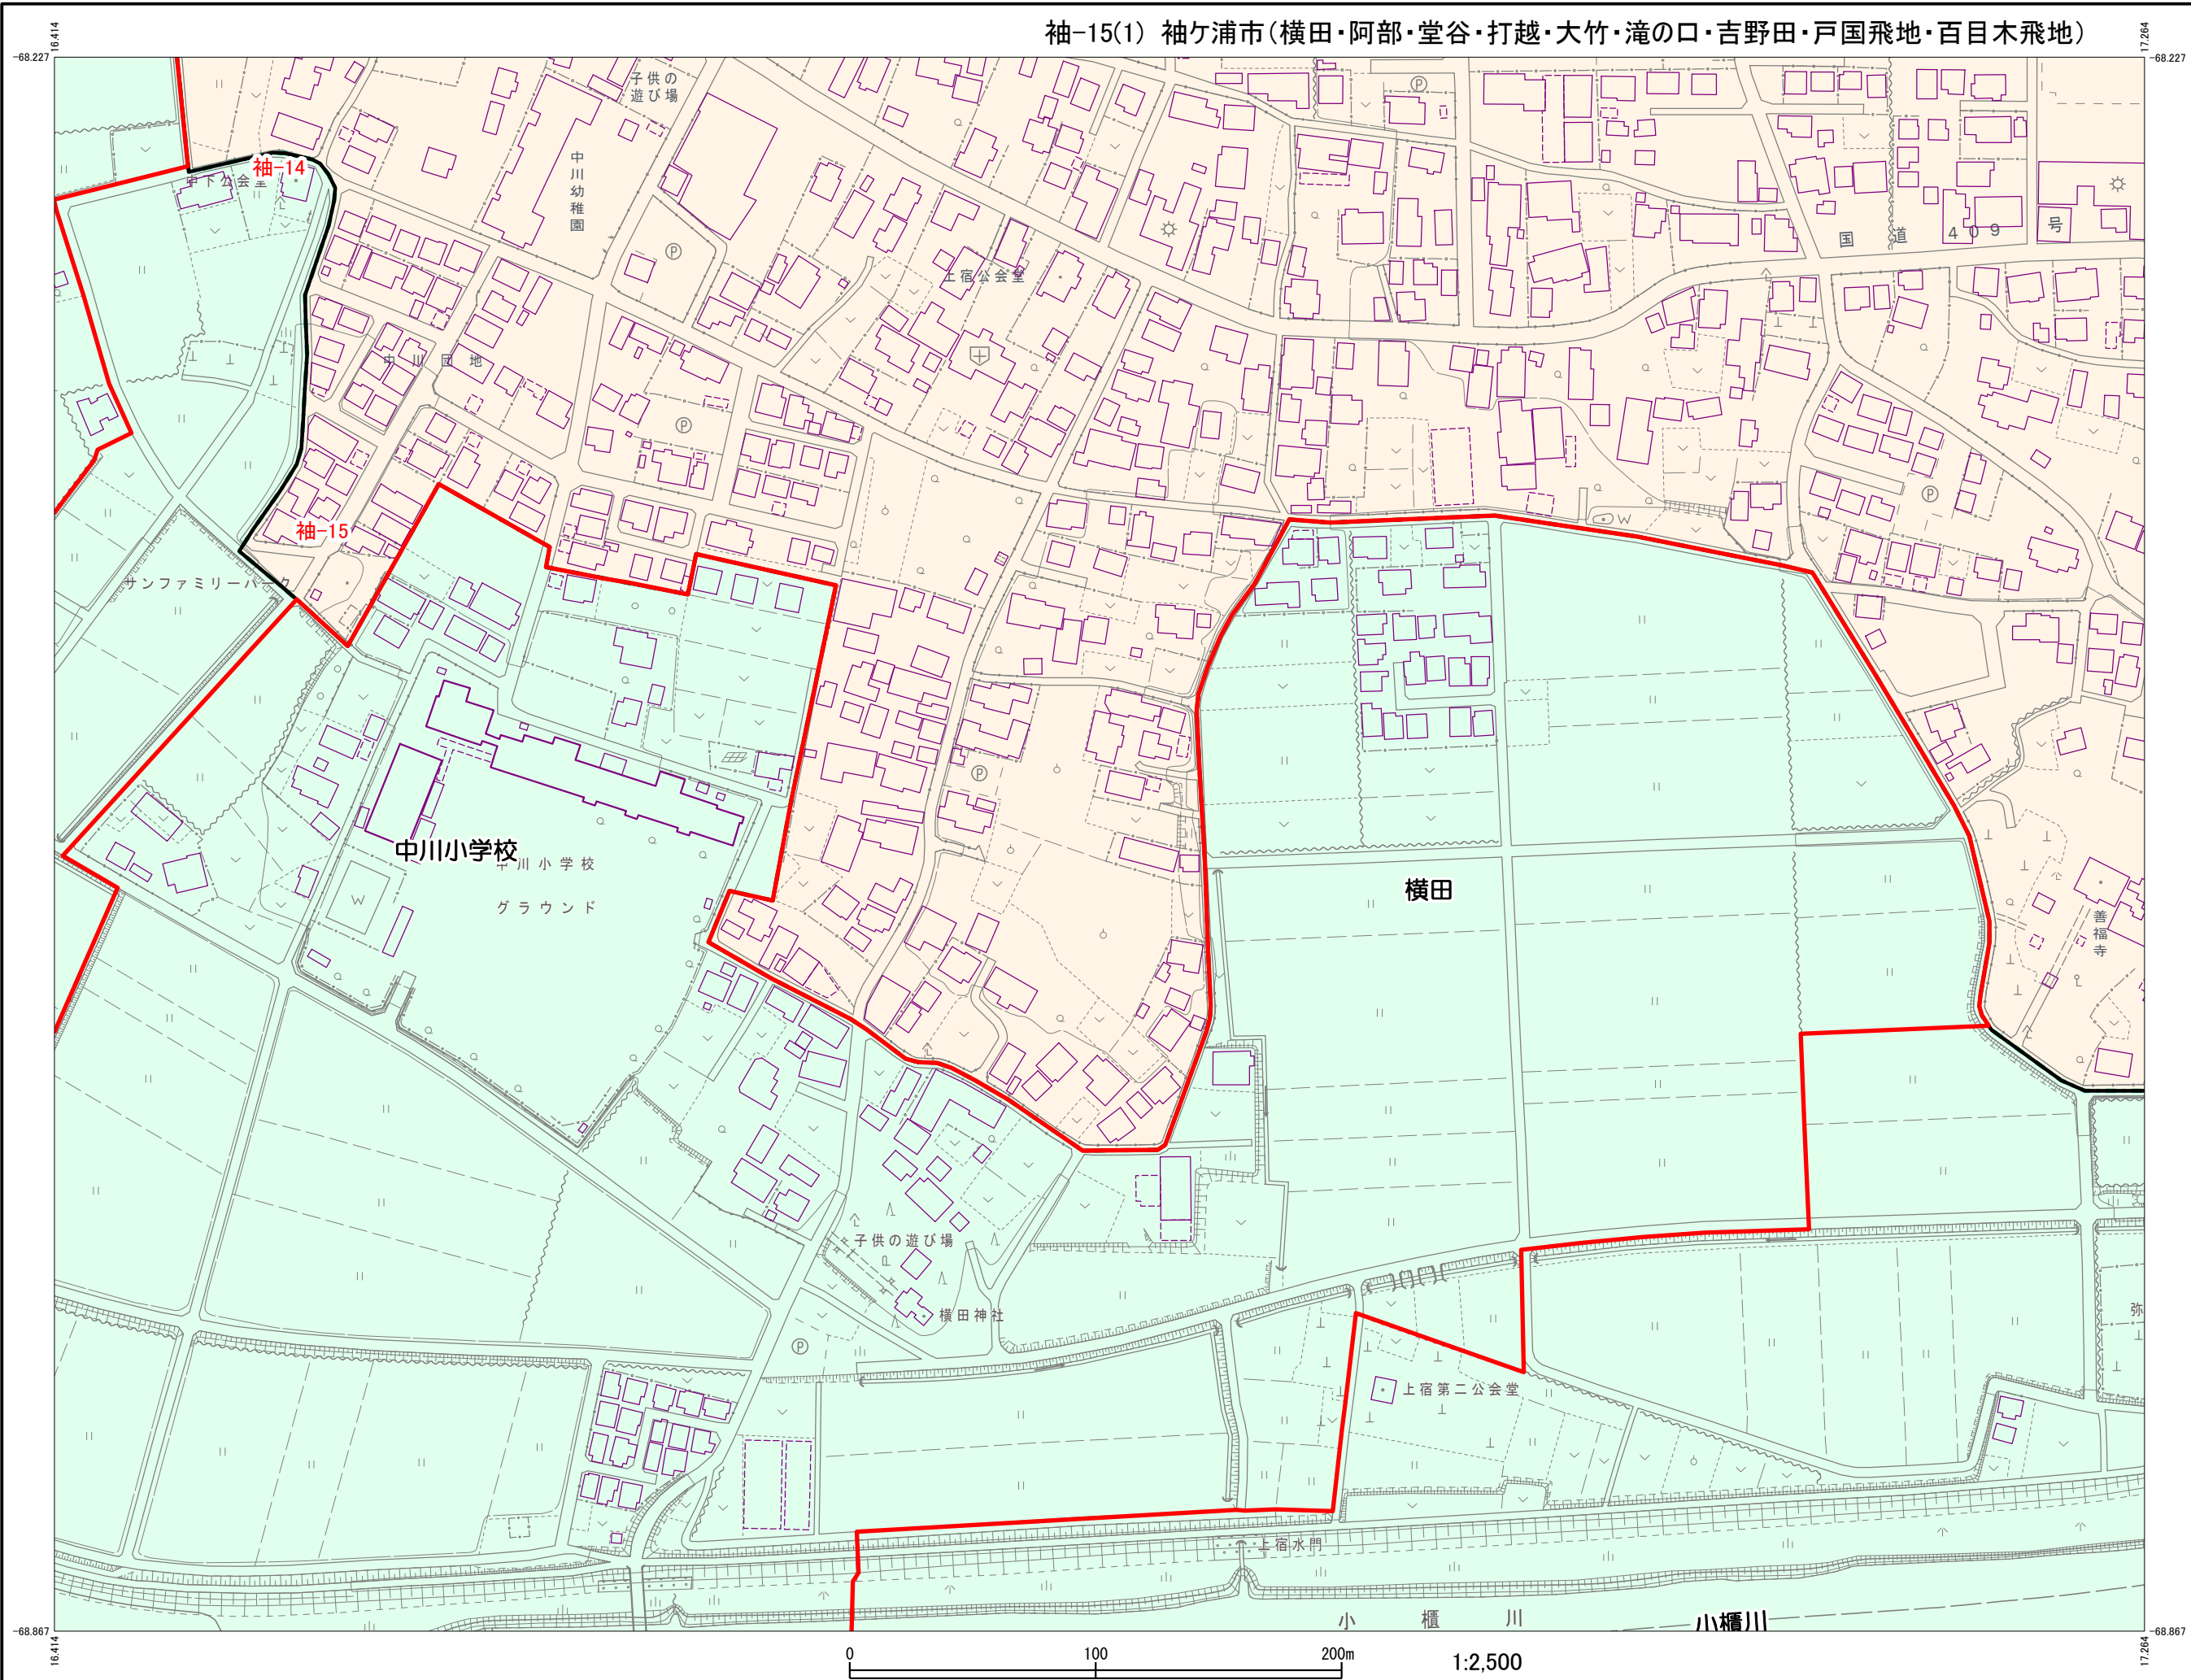 袖-15(1) 袖ケ浦市(横田・阿部・堂谷・打越・大竹・滝の口・吉野田・戸国飛地・百目木飛地)
16.414
17.264
-68.227
-68.227
子供の
遊び場
袖-14
中下公会堂
中川幼稚園
国道409号
上宿公会堂
中川団地
袖-15
サンファミリーパーク
W
中川小学校
中川小学校
グラウンド
W
横田
善福寺
子供の遊び場
横田神社
弥
上宿第二公会堂
上宿水門
小櫃川
小櫃川
-68.867
-68.867
16.414
17.264
0 100 200m
1:2,500